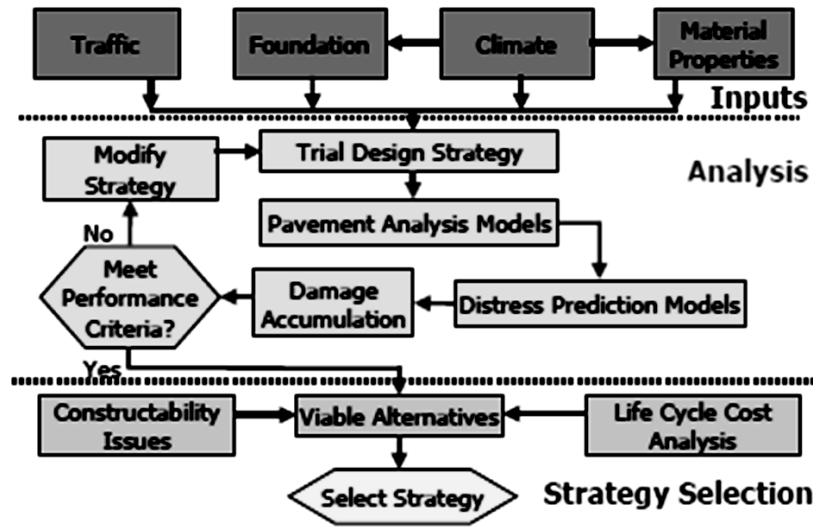 Traffic
Foundation
Climate
Material
Properties
Inputs
Modify
Strategy
Trial Design Strategy
Analysis
Pavement Analysis Models
No
Meet
Performance
Criteria?
Damage
Accumulation
Distress Prediction Models
Yes
Constructability
Issues
Viable Alternatives
Life Cycle Cost
Analysis
Select Strategy
Strategy Selection